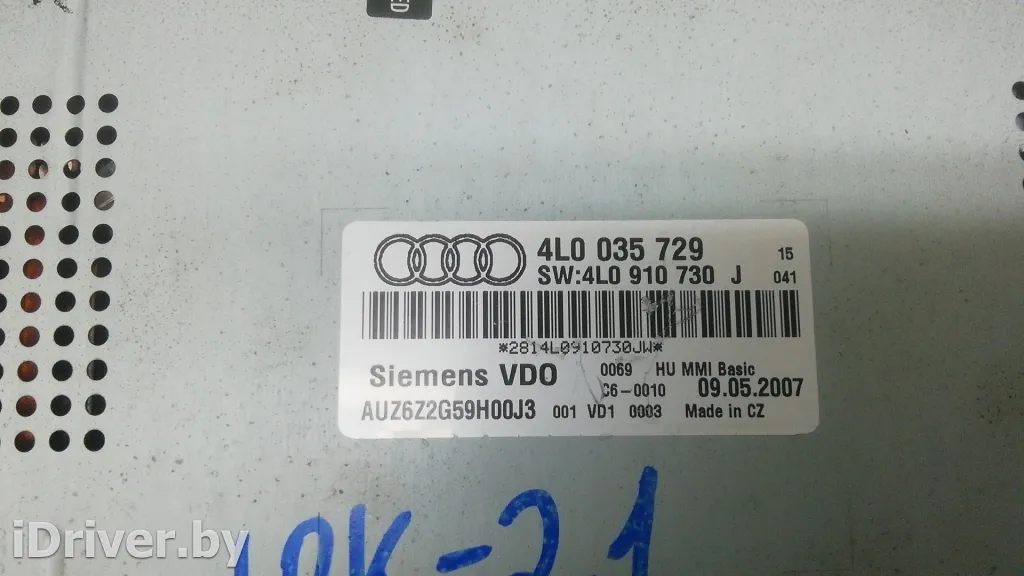 ED
4L0 035 729 15
SW:4L0 910 730 J 041
*2814L0910730JW*
Siemens VDO 0069 HU MMI Basic
C6-0010 09.05.2007
AUZ6Z2G59H00J3 001 VD1 0003 Made in CZ
iDriver.by